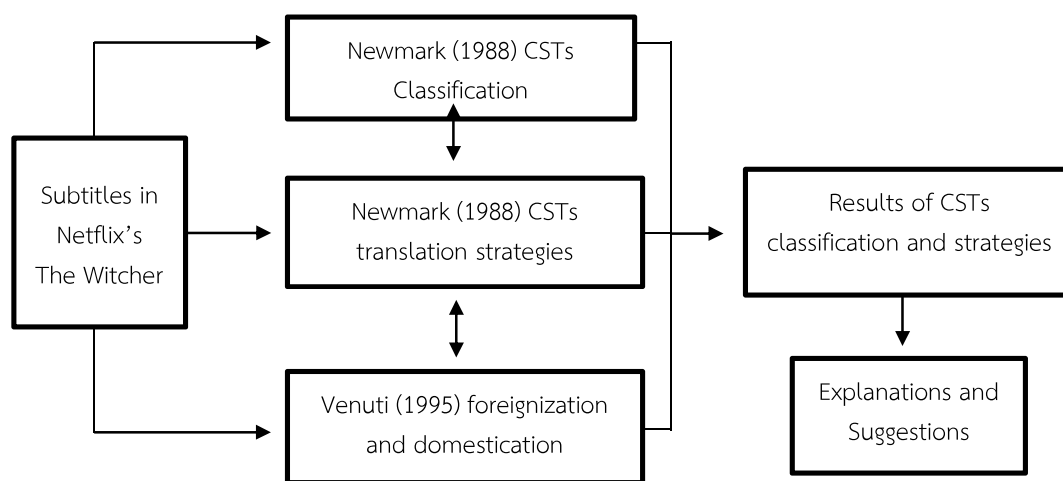 Subtitles in
Netflix's
The Witcher
Newmark (1988) CSTs
Classification
Newmark (1988) CSTs
translation strategies
Venuti (1995) foreignization
and domestication
Results of CSTs
classification and strategies
Explanations and
Suggestions